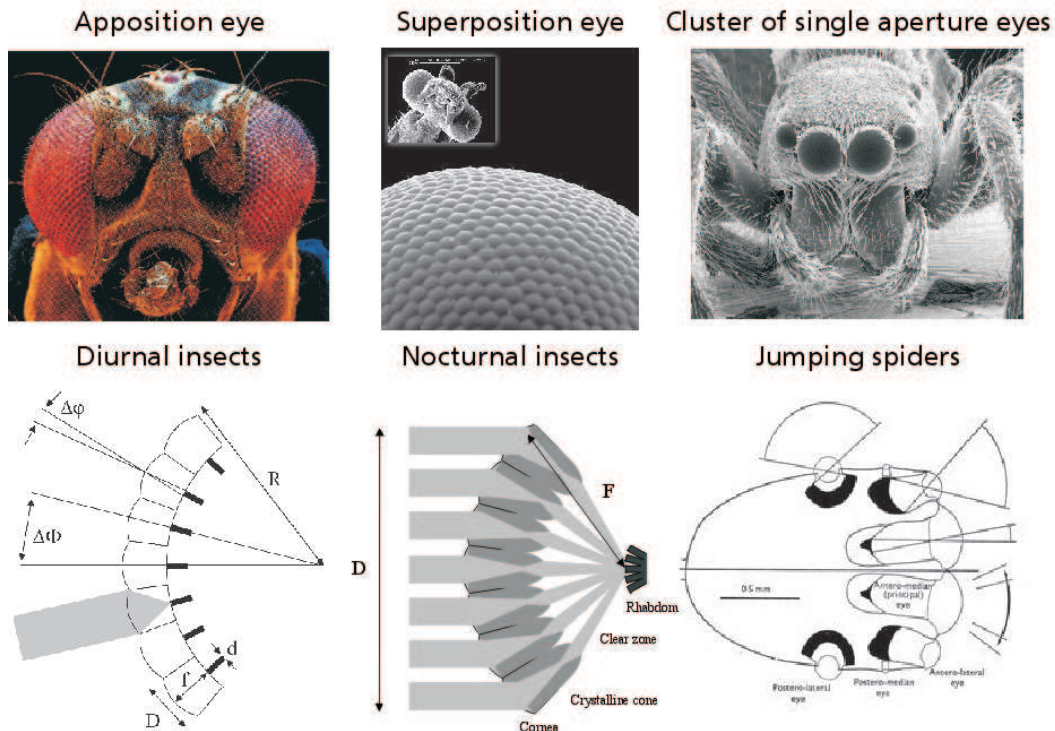 Apposition eye
Superposition eye
Cluster of single aperture eyes
Diurnal insects
Nocturnal insects
Jumping spiders
Δφ
R
ΔΦ
d
f
D
D
F
Rhabdom
Clear zone
Crystalline cone
Cornea
0.5 mm
Antero-median
(principal)
eye
Postero-lateral
eye
Postero-median
eye
Antero-lateral
eye